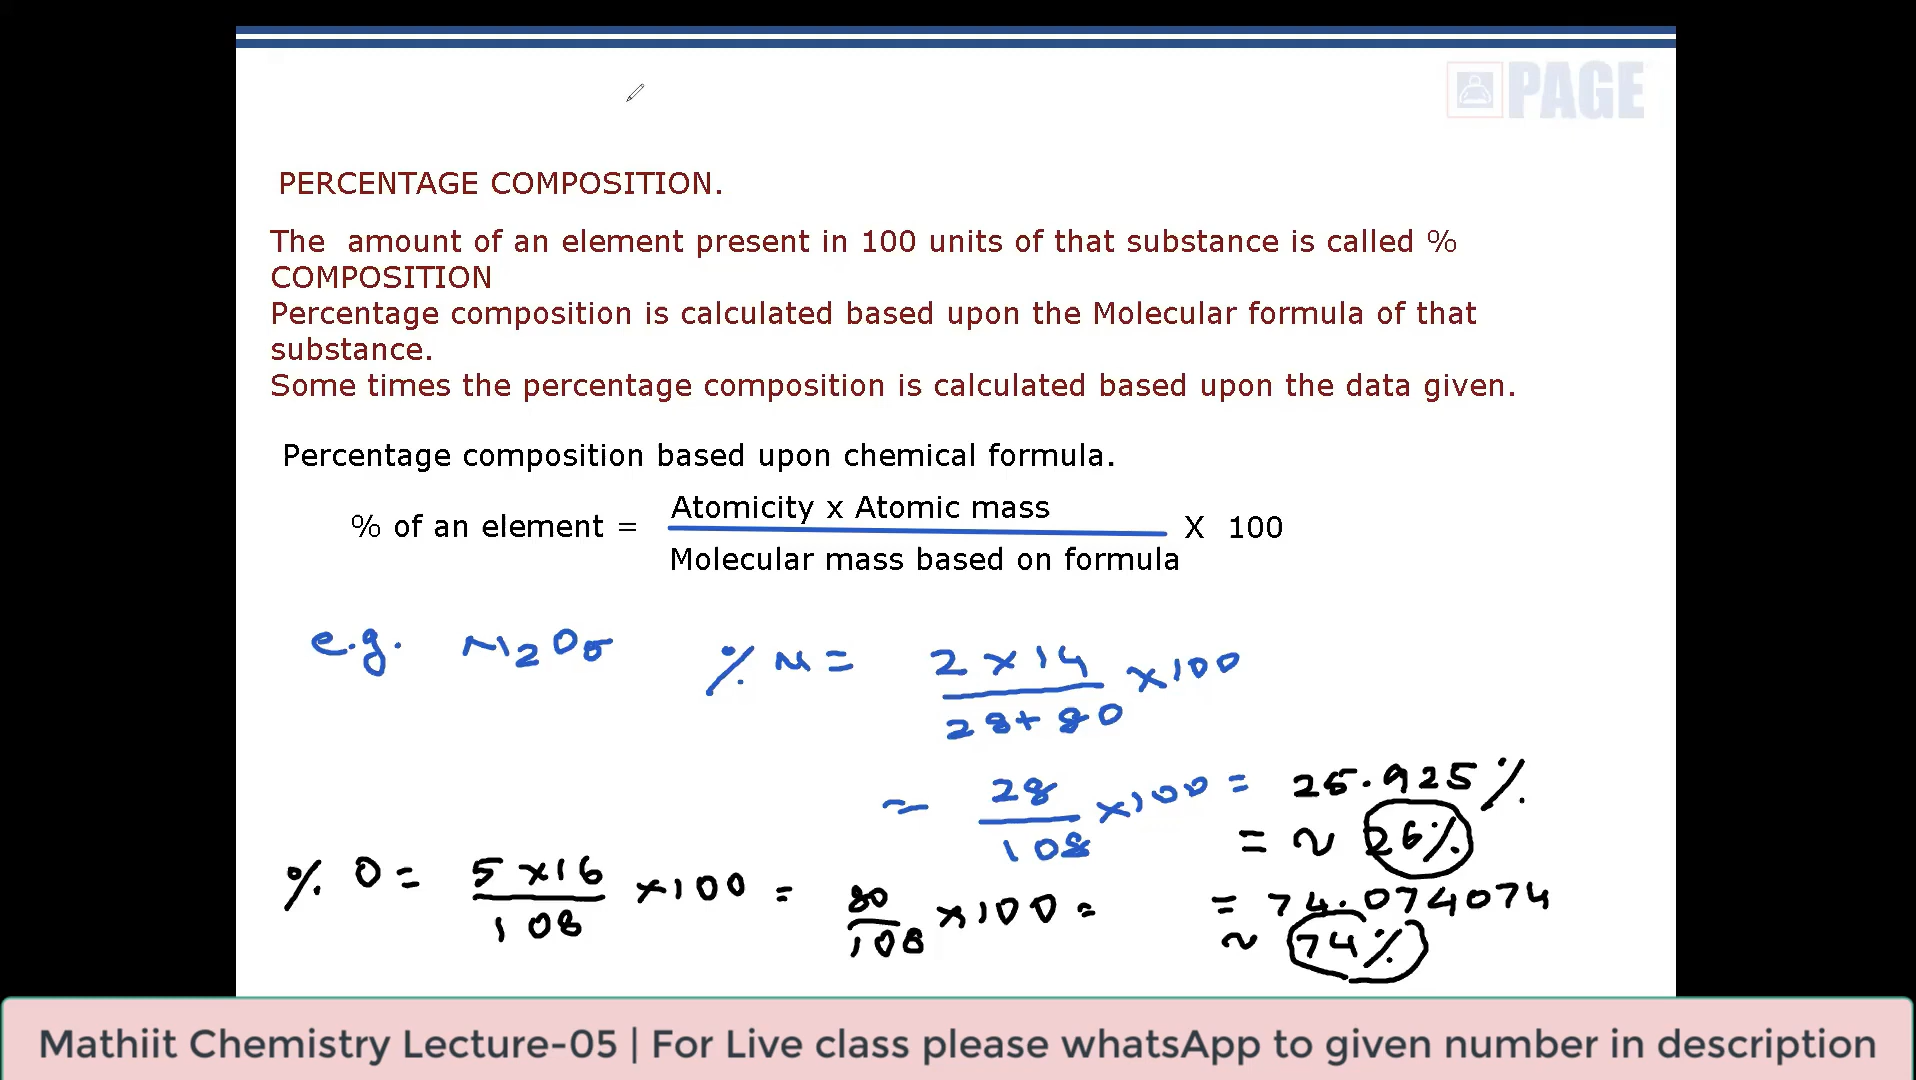 PAGE
PERCENTAGE COMPOSITION.
The amount of an element present in 100 units of that substance is called %
COMPOSITION
Percentage composition is calculated based upon the Molecular formula of that
substance.
Some times the percentage composition is calculated based upon the data given.
Percentage composition based upon chemical formula.
% of an element = Atomicity x Atomic mass / Molecular mass based on formula X 100
e.g. N2O5 % N = 2 x 14 / 28 + 80 x 100
= 28 / 108 x 100 = 25.925 %
= ~ 26%
% O = 5 x 16 / 108 x 100 = 80 / 108 x 100 = = 74.074074
~ 74%
Mathiit Chemistry Lecture-05 | For Live class please whatsApp to given number in description